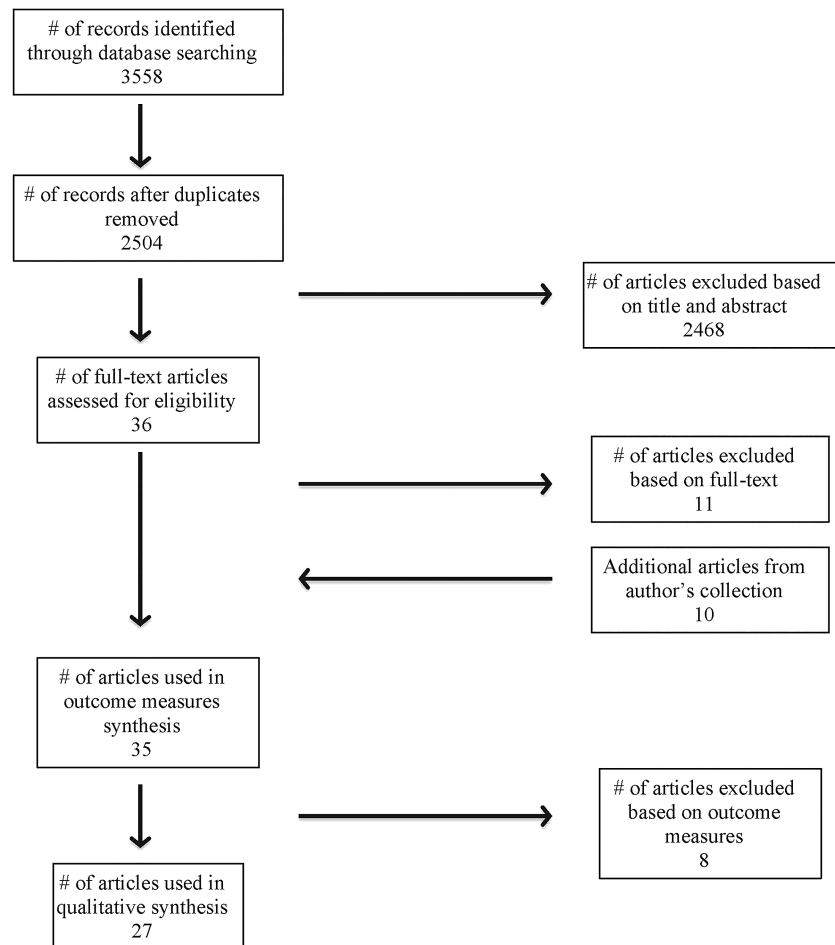 # of records identified
through database searching
3558
# of records after duplicates
removed
2504
# of articles excluded based
on title and abstract
2468
# of full-text articles
assessed for eligibility
36
# of articles excluded
based on full-text
11
Additional articles from
author’s collection
10
# of articles used in
outcome measures
synthesis
35
# of articles excluded
based on outcome
measures
8
# of articles used in
qualitative synthesis
27